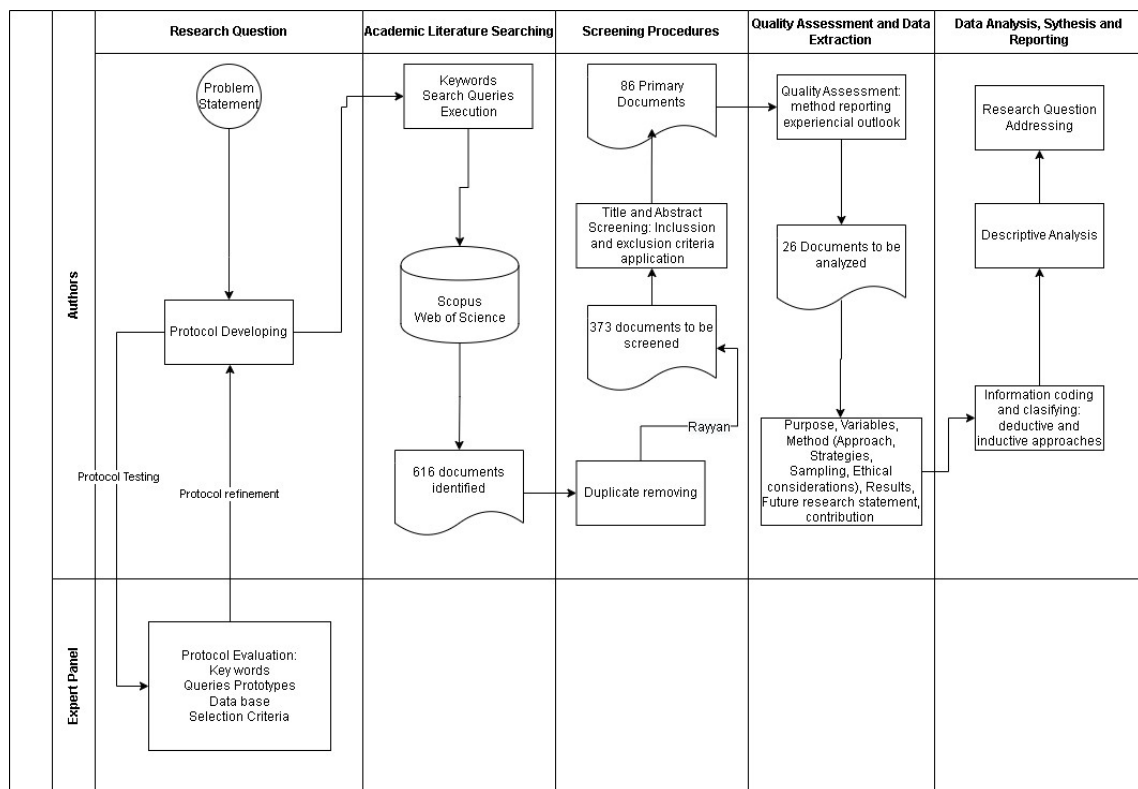 Research Question
Academic Literature Searching
Screening Procedures
Quality Assessment and Data
Extraction
Data Analysis, Sythesis and
Reporting
Authors
Problem
Statement
Protocol Developing
Protocol Testing
Protocol refinement
Keywords
Search Queries
Execution
Scopus
Web of Science
616 documents
identified
Duplicate removing
Rayyan
373 documents to be
screened
Title and Abstract
Screening: Inclussion
and exclusion criteria
application
86 Primary
Documents
Quality Assessment:
method reporting
experiencial outlook
26 Documents to be
analyzed
Purpose, Variables,
Method (Approach,
Strategies,
Sampling, Ethical
considerations), Results,
Future research statement,
contribution
Information coding
and clasifying:
deductive and
inductive approaches
Descriptive Analysis
Research Question
Addressing
Expert Panel
Protocol Evaluation:
Key words
Queries Prototypes
Data base
Selection Criteria